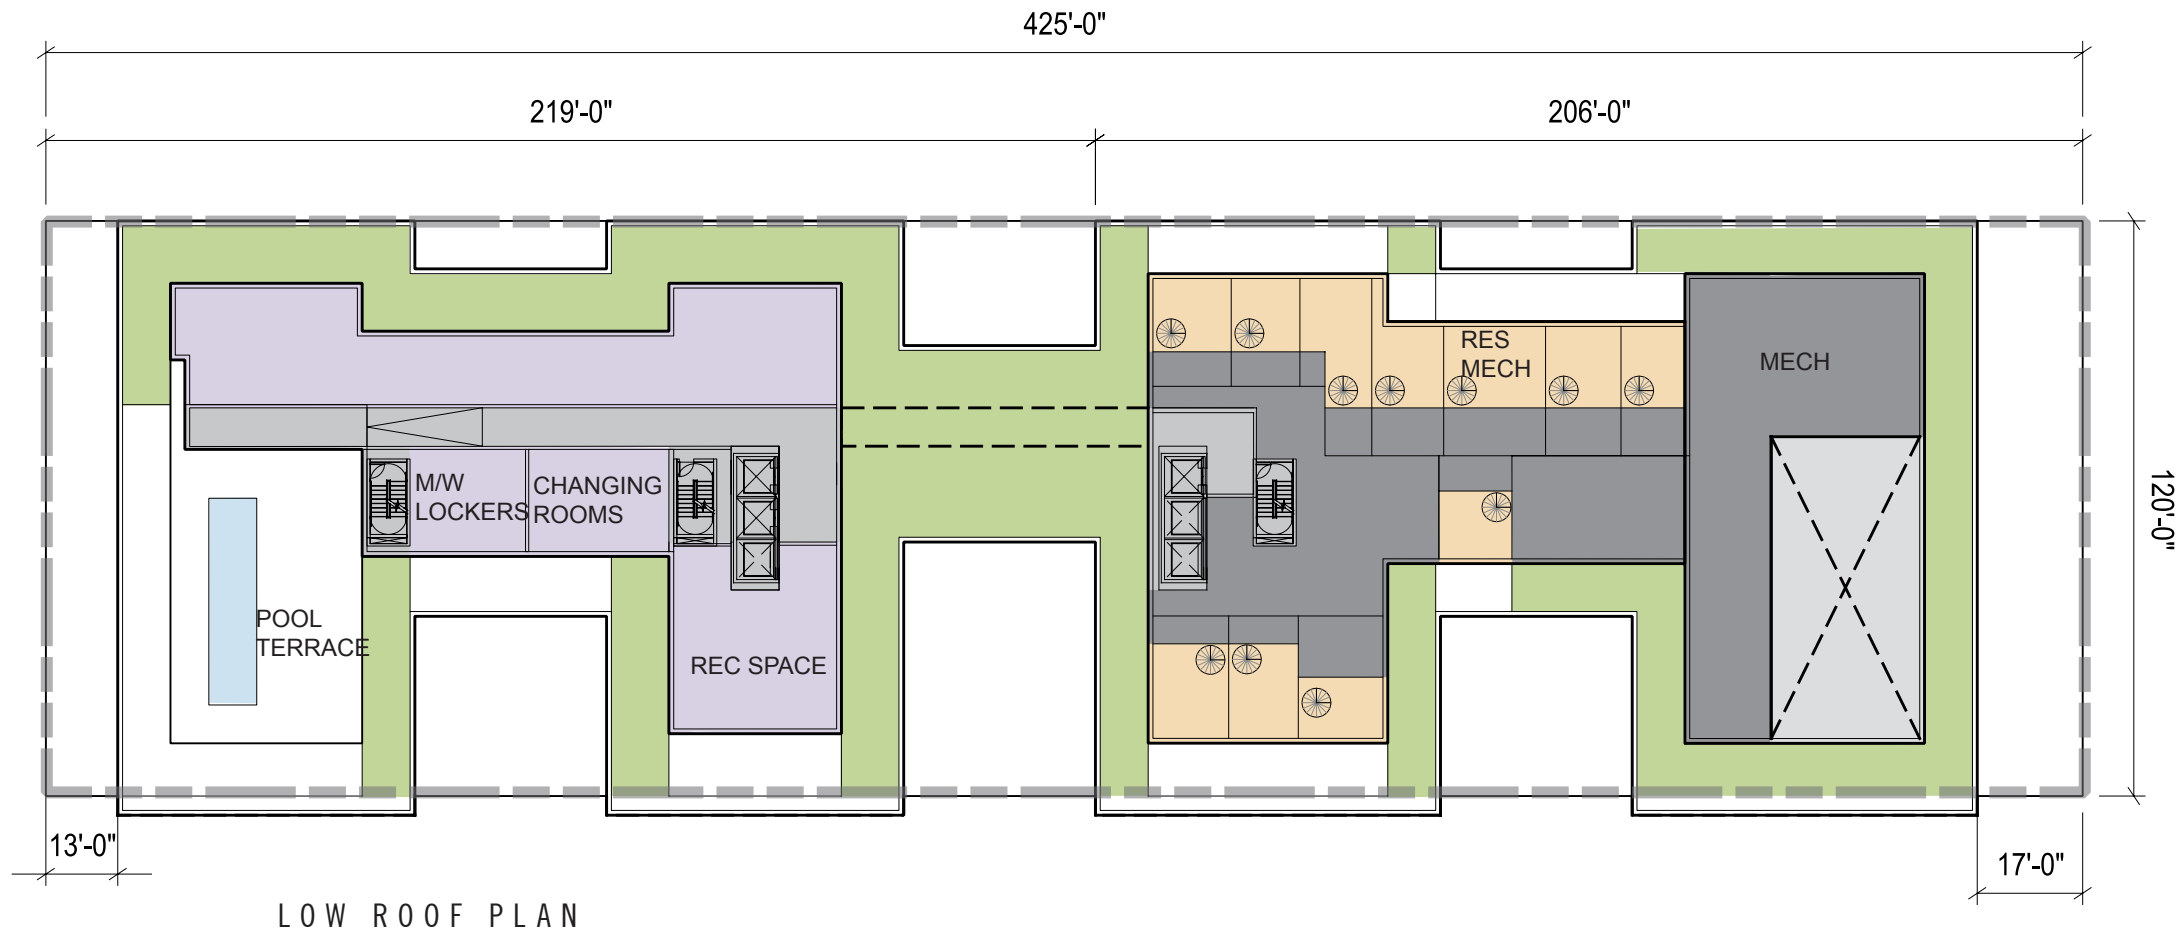 425'-0"
219'-0"
206'-0"
RES
MECH
MECH
M/W
LOCKERS
CHANGING
ROOMS
120'-0"
POOL
TERRACE
REC SPACE
13'-0"
17'-0"
LOW ROOF PLAN